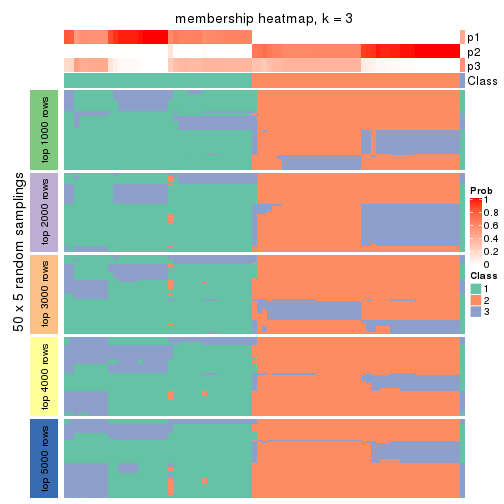 membership heatmap, k = 3
p1
p2
p3
Class
50 x 5 random samplings
top 1000 rows
top 2000 rows
top 3000 rows
top 4000 rows
top 5000 rows
Prob
1
0.8
0.6
0.4
0.2
0
Class
1
2
3